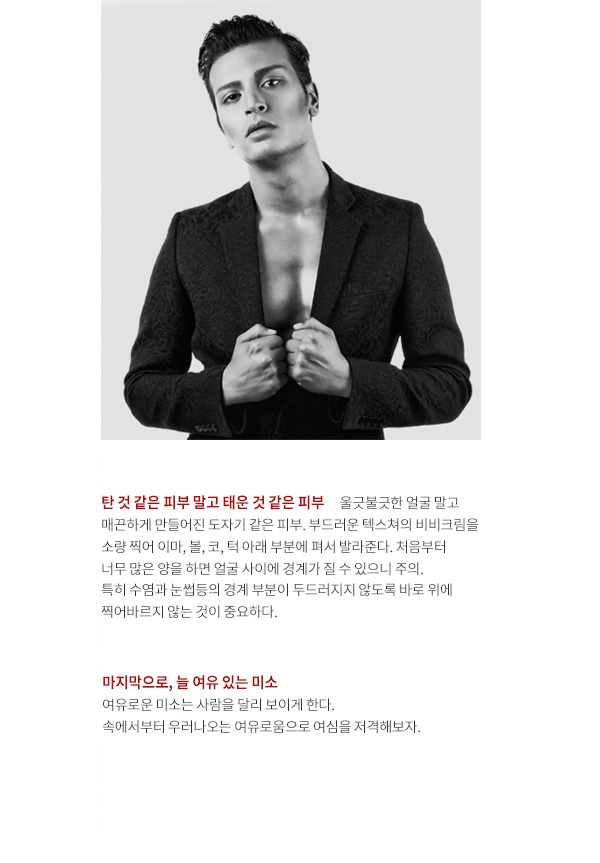 탄 것 같은 피부 말고 태운 것 같은 피부 울긋불긋한 얼굴 말고
매끈하게 만들어진 도자기 같은 피부. 부드러운 텍스쳐의 비비크림을
소량 찍어 이마, 볼, 코, 턱 아래 부분에 펴서 발라준다. 처음부터
너무 많은 양을 하면 얼굴 사이에 경계가 질 수 있으니 주의.
특히 수염과 눈썹등의 경계 부분이 두드러지지 않도록 바로 위에
찍어바르지 않는 것이 중요하다.
마지막으로, 늘 여유 있는 미소
여유로운 미소는 사람을 달리 보이게 한다.
속에서부터 우러나오는 여유로움으로 여심을 저격해보자.